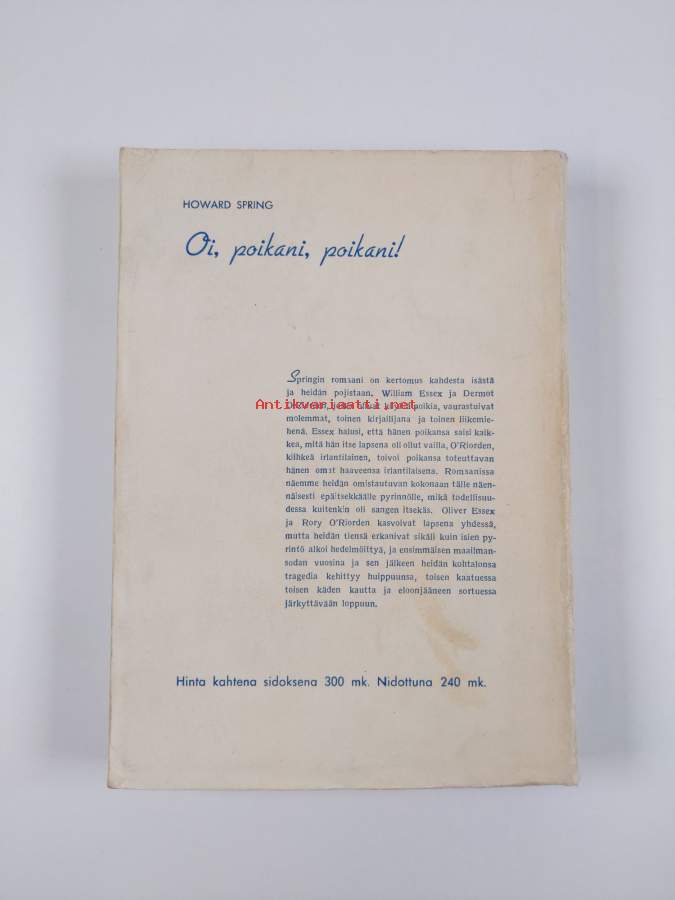 HOWARD SPRING
Oi, poikani, poikani!
Springin romaani on kertomus kahdesta isästä
ja heidän pojistaan. William Essex ja Dermot
Antikvariaatti.net
poikia, vaurastuivat
molemmat, toinen kirjailijana ja toinen liikemie-
henä. Essex halusi, että hänen poikansa saisi kaik-
kea, mitä hän itse lapsena oli ollut vailla, O'Riorden,
kiihkeä irlantilainen, toivoi poikansa toteuttavan
hänen omat haaveensa irlantilaisena. Romaanissa
näemme heidän omistautuvan kokonaan tälle näen-
näisesti epäitsekkäälle pyrinnölle, mikä todellisuu-
dessa kuitenkin oli sangen itsekäs. Oliver Essex
ja Rory O'Riorden kasvoivat lapsena yhdessä,
mutta heidän tiensä erkanivat sikäli kuin isien py-
rintö alkoi hedelmöittyä, ja ensimmäisen maailman-
sodan vuosina ja sen jälkeen heidän kohtalonsa
tragedia kehittyy huippuunsa, toisen kaatuessa
toisen käden kautta ja eloonjääneen sortuessa
järkyttävään loppuun.
Hinta kahtena sidoksena 300 mk. Nidottuna 240 mk.